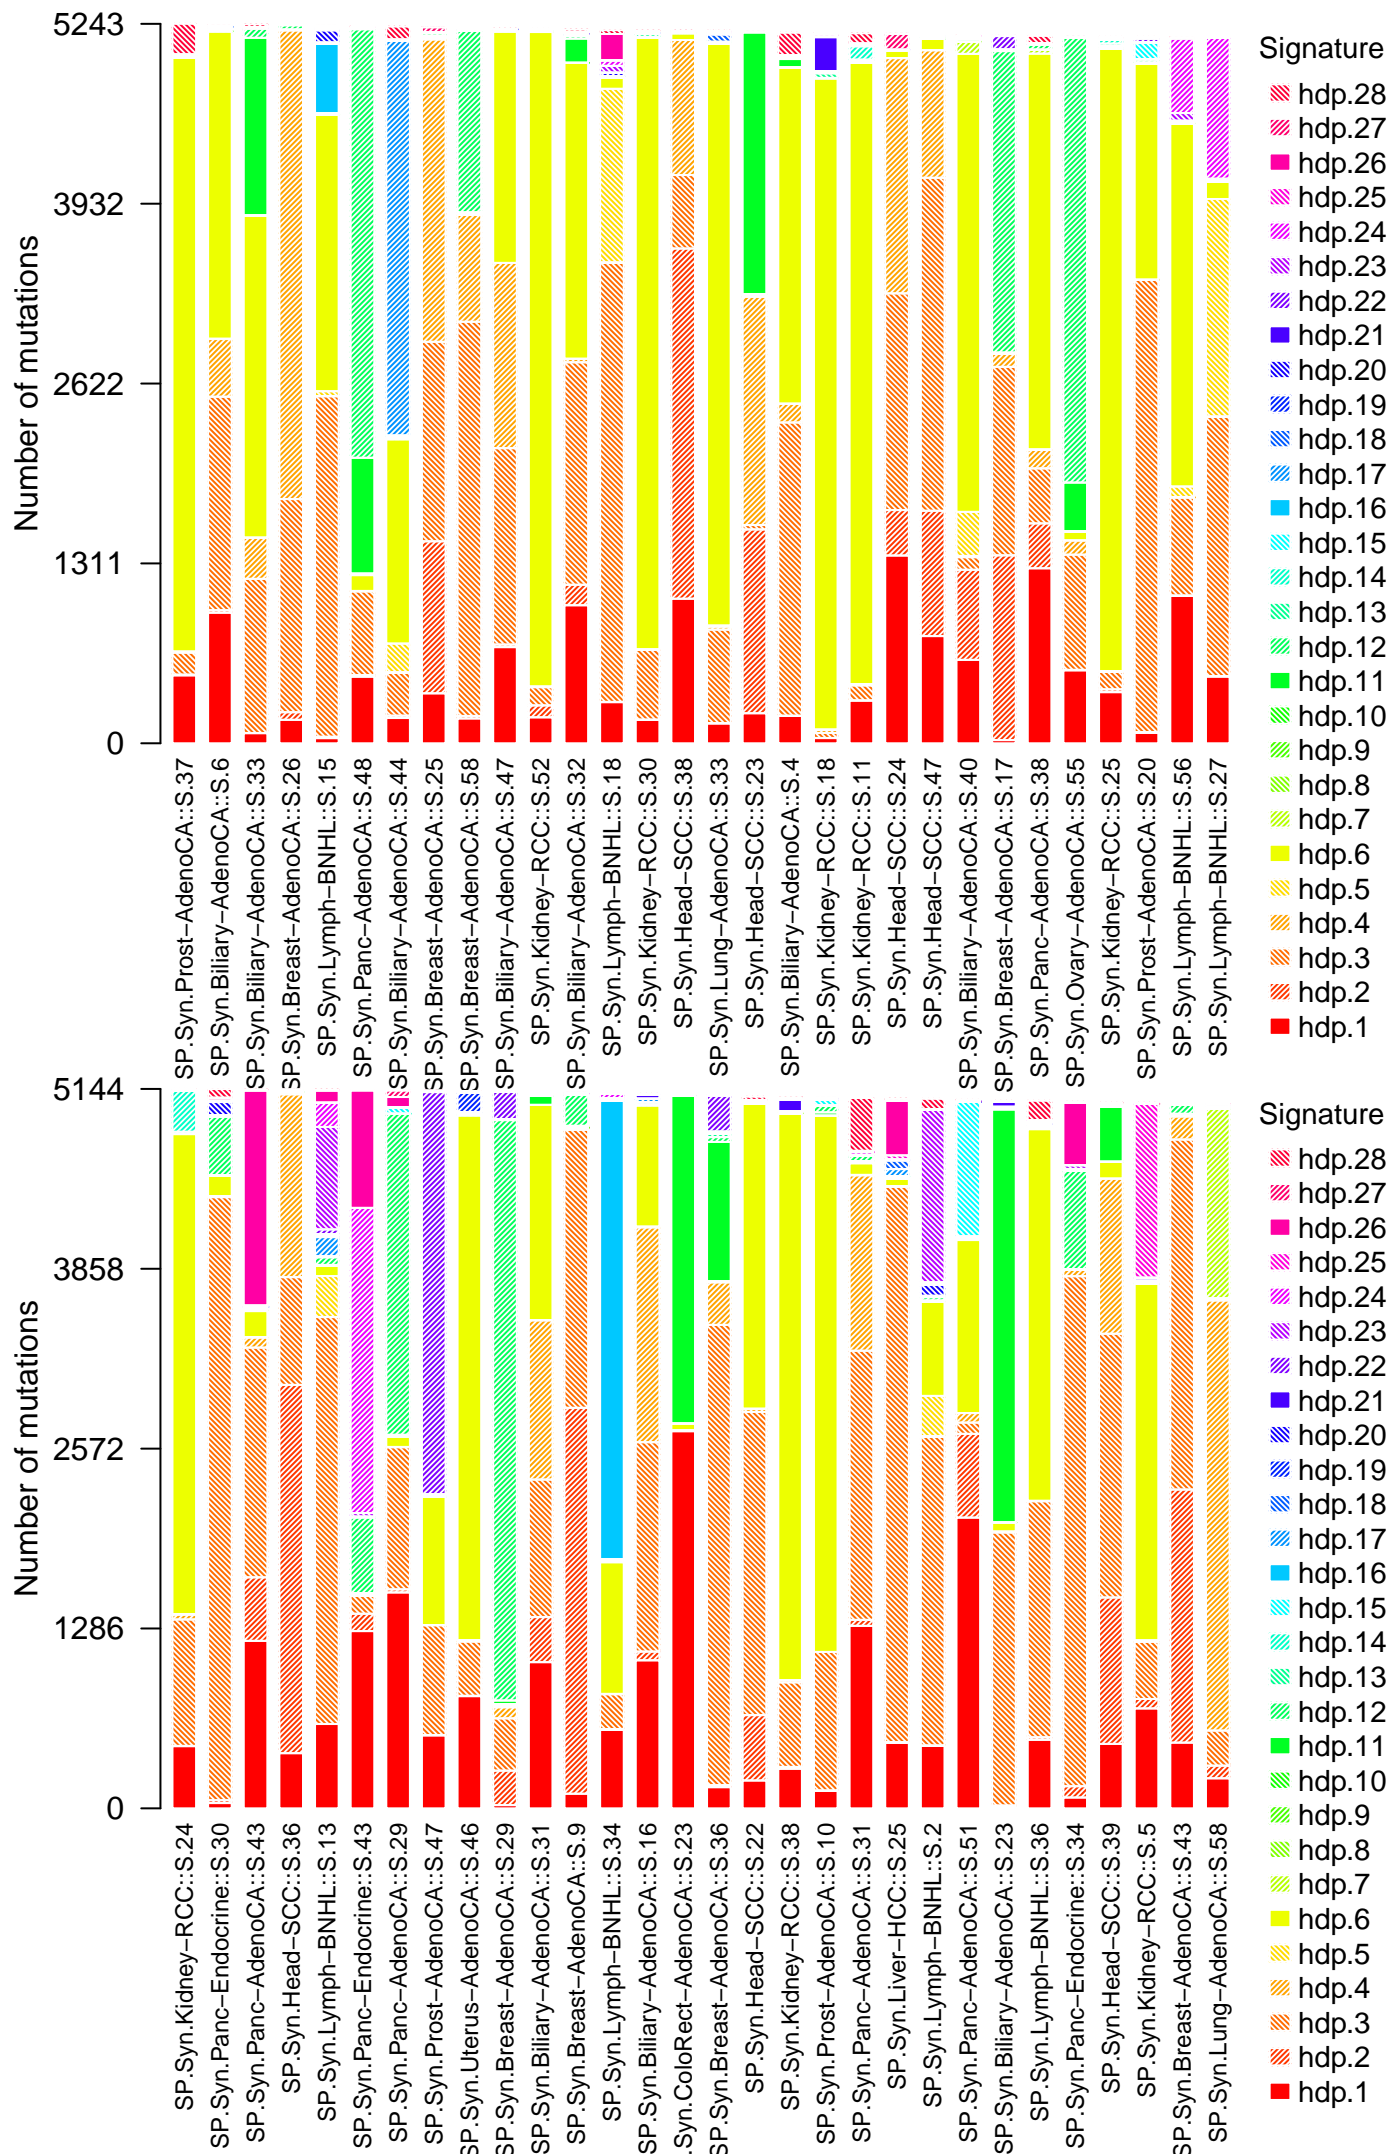 5243
3932
2622
1311
0
Number of mutations
SP.Syn.Prost−AdenoCA::S.37
SP.Syn.Biliary−AdenoCA::S.6
SP.Syn.Biliary−AdenoCA::S.33
SP.Syn.Breast−AdenoCA::S.26
SP.Syn.Lymph−BNHL::S.15
SP.Syn.Panc−AdenoCA::S.48
SP.Syn.Biliary−AdenoCA::S.44
SP.Syn.Breast−AdenoCA::S.25
SP.Syn.Breast−AdenoCA::S.58
SP.Syn.Biliary−AdenoCA::S.47
SP.Syn.Kidney−RCC::S.52
SP.Syn.Biliary−AdenoCA::S.32
SP.Syn.Lymph−BNHL::S.18
SP.Syn.Kidney−RCC::S.30
SP.Syn.Head−SCC::S.38
SP.Syn.Lung−AdenoCA::S.33
SP.Syn.Head−SCC::S.23
SP.Syn.Biliary−AdenoCA::S.4
SP.Syn.Kidney−RCC::S.18
SP.Syn.Kidney−RCC::S.11
SP.Syn.Head−SCC::S.24
SP.Syn.Head−SCC::S.47
SP.Syn.Biliary−AdenoCA::S.40
SP.Syn.Breast−AdenoCA::S.17
SP.Syn.Panc−AdenoCA::S.38
SP.Syn.Ovary−AdenoCA::S.55
SP.Syn.Kidney−RCC::S.25
SP.Syn.Prost−AdenoCA::S.20
SP.Syn.Lymph−BNHL::S.56
SP.Syn.Lymph−BNHL::S.27
Signature
hdp.28
hdp.27
hdp.26
hdp.25
hdp.24
hdp.23
hdp.22
hdp.21
hdp.20
hdp.19
hdp.18
hdp.17
hdp.16
hdp.15
hdp.14
hdp.13
hdp.12
hdp.11
hdp.10
hdp.9
hdp.8
hdp.7
hdp.6
hdp.5
hdp.4
hdp.3
hdp.2
hdp.1
5144
3858
2572
1286
0
Number of mutations
SP.Syn.Kidney−RCC::S.24
SP.Syn.Panc−Endocrine::S.30
SP.Syn.Panc−AdenoCA::S.43
SP.Syn.Head−SCC::S.36
SP.Syn.Lymph−BNHL::S.13
SP.Syn.Panc−Endocrine::S.43
SP.Syn.Panc−AdenoCA::S.29
SP.Syn.Prost−AdenoCA::S.47
SP.Syn.Uterus−AdenoCA::S.46
SP.Syn.Breast−AdenoCA::S.29
SP.Syn.Biliary−AdenoCA::S.31
SP.Syn.Breast−AdenoCA::S.9
SP.Syn.Lymph−BNHL::S.34
SP.Syn.Biliary−AdenoCA::S.16
.Syn.ColoRect−AdenoCA::S.23
SP.Syn.Breast−AdenoCA::S.36
SP.Syn.Head−SCC::S.22
SP.Syn.Kidney−RCC::S.38
SP.Syn.Prost−AdenoCA::S.10
SP.Syn.Panc−AdenoCA::S.31
SP.Syn.Liver−HCC::S.25
SP.Syn.Lymph−BNHL::S.2
SP.Syn.Panc−AdenoCA::S.51
SP.Syn.Biliary−AdenoCA::S.23
SP.Syn.Lymph−BNHL::S.36
SP.Syn.Panc−Endocrine::S.34
SP.Syn.Head−SCC::S.39
SP.Syn.Kidney−RCC::S.5
SP.Syn.Breast−AdenoCA::S.43
SP.Syn.Lung−AdenoCA::S.58
Signature
hdp.28
hdp.27
hdp.26
hdp.25
hdp.24
hdp.23
hdp.22
hdp.21
hdp.20
hdp.19
hdp.18
hdp.17
hdp.16
hdp.15
hdp.14
hdp.13
hdp.12
hdp.11
hdp.10
hdp.9
hdp.8
hdp.7
hdp.6
hdp.5
hdp.4
hdp.3
hdp.2
hdp.1